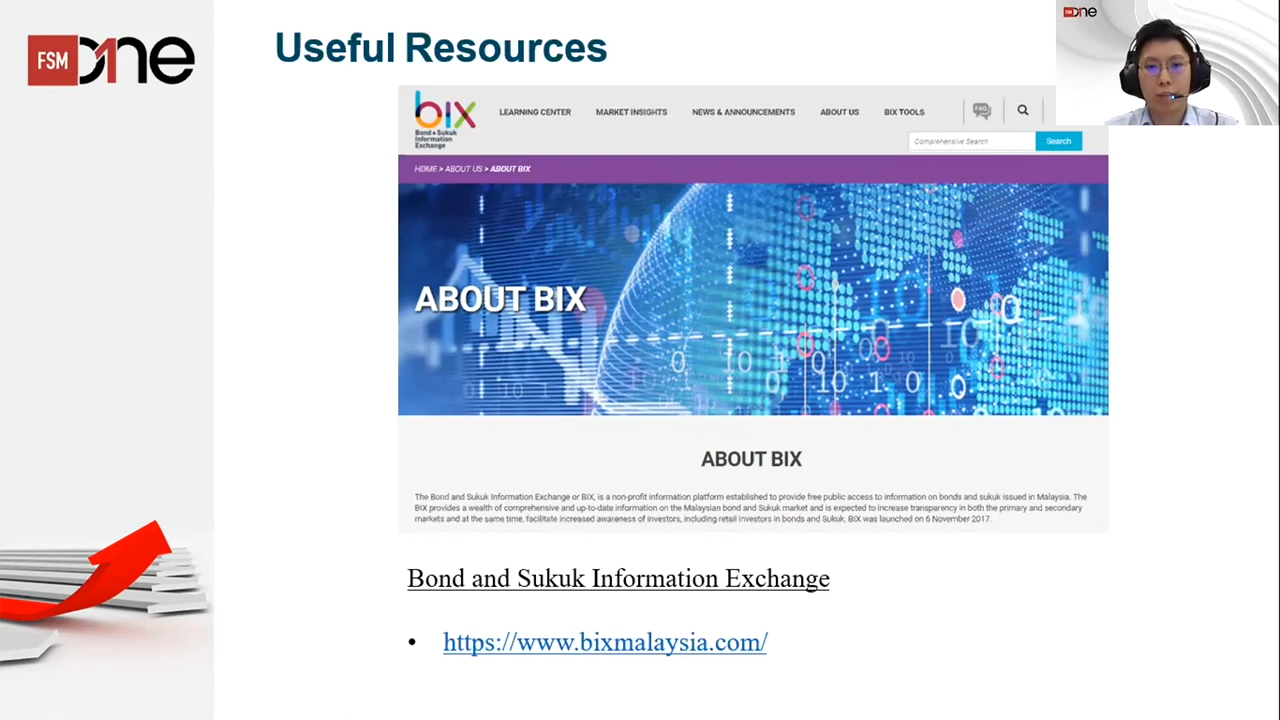 FSM ONE
Useful Resources
FSM ONE
bix
Bond+Sukuk
Information
Exchange
LEARNING CENTER MARKET INSIGHTS NEWS & ANNOUNCEMENTS ABOUT US BIX TOOLS FAQ
Comprehensive Search Search
HOME > ABOUT US > ABOUT BIX
ABOUT BIX
ABOUT BIX
The Bond and Sukuk Information Exchange or BIX, is a non-profit information platform established to provide free public access to information on bonds and sukuk issued in Malaysia. The
BIX provides a wealth of comprehensive and up-to-date information on the Malaysian bond and Sukuk market and is expected to increase transparency in both the primary and secondary
markets and at the same time, facilitate increased awareness of investors, including retail investors in bonds and Sukuk. BIX was launched on 6 November 2017.
Bond and Sukuk Information Exchange
• https://www.bixmalaysia.com/